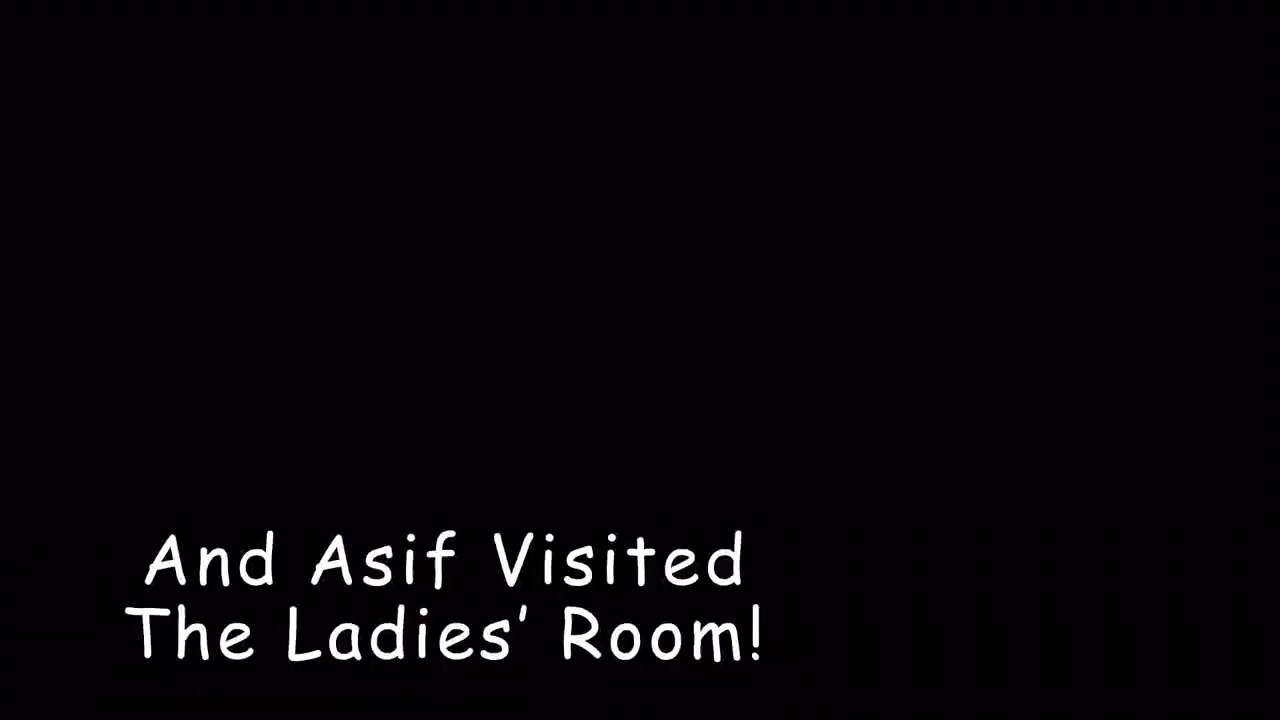 And Asif Visited
The Ladies’ Room!